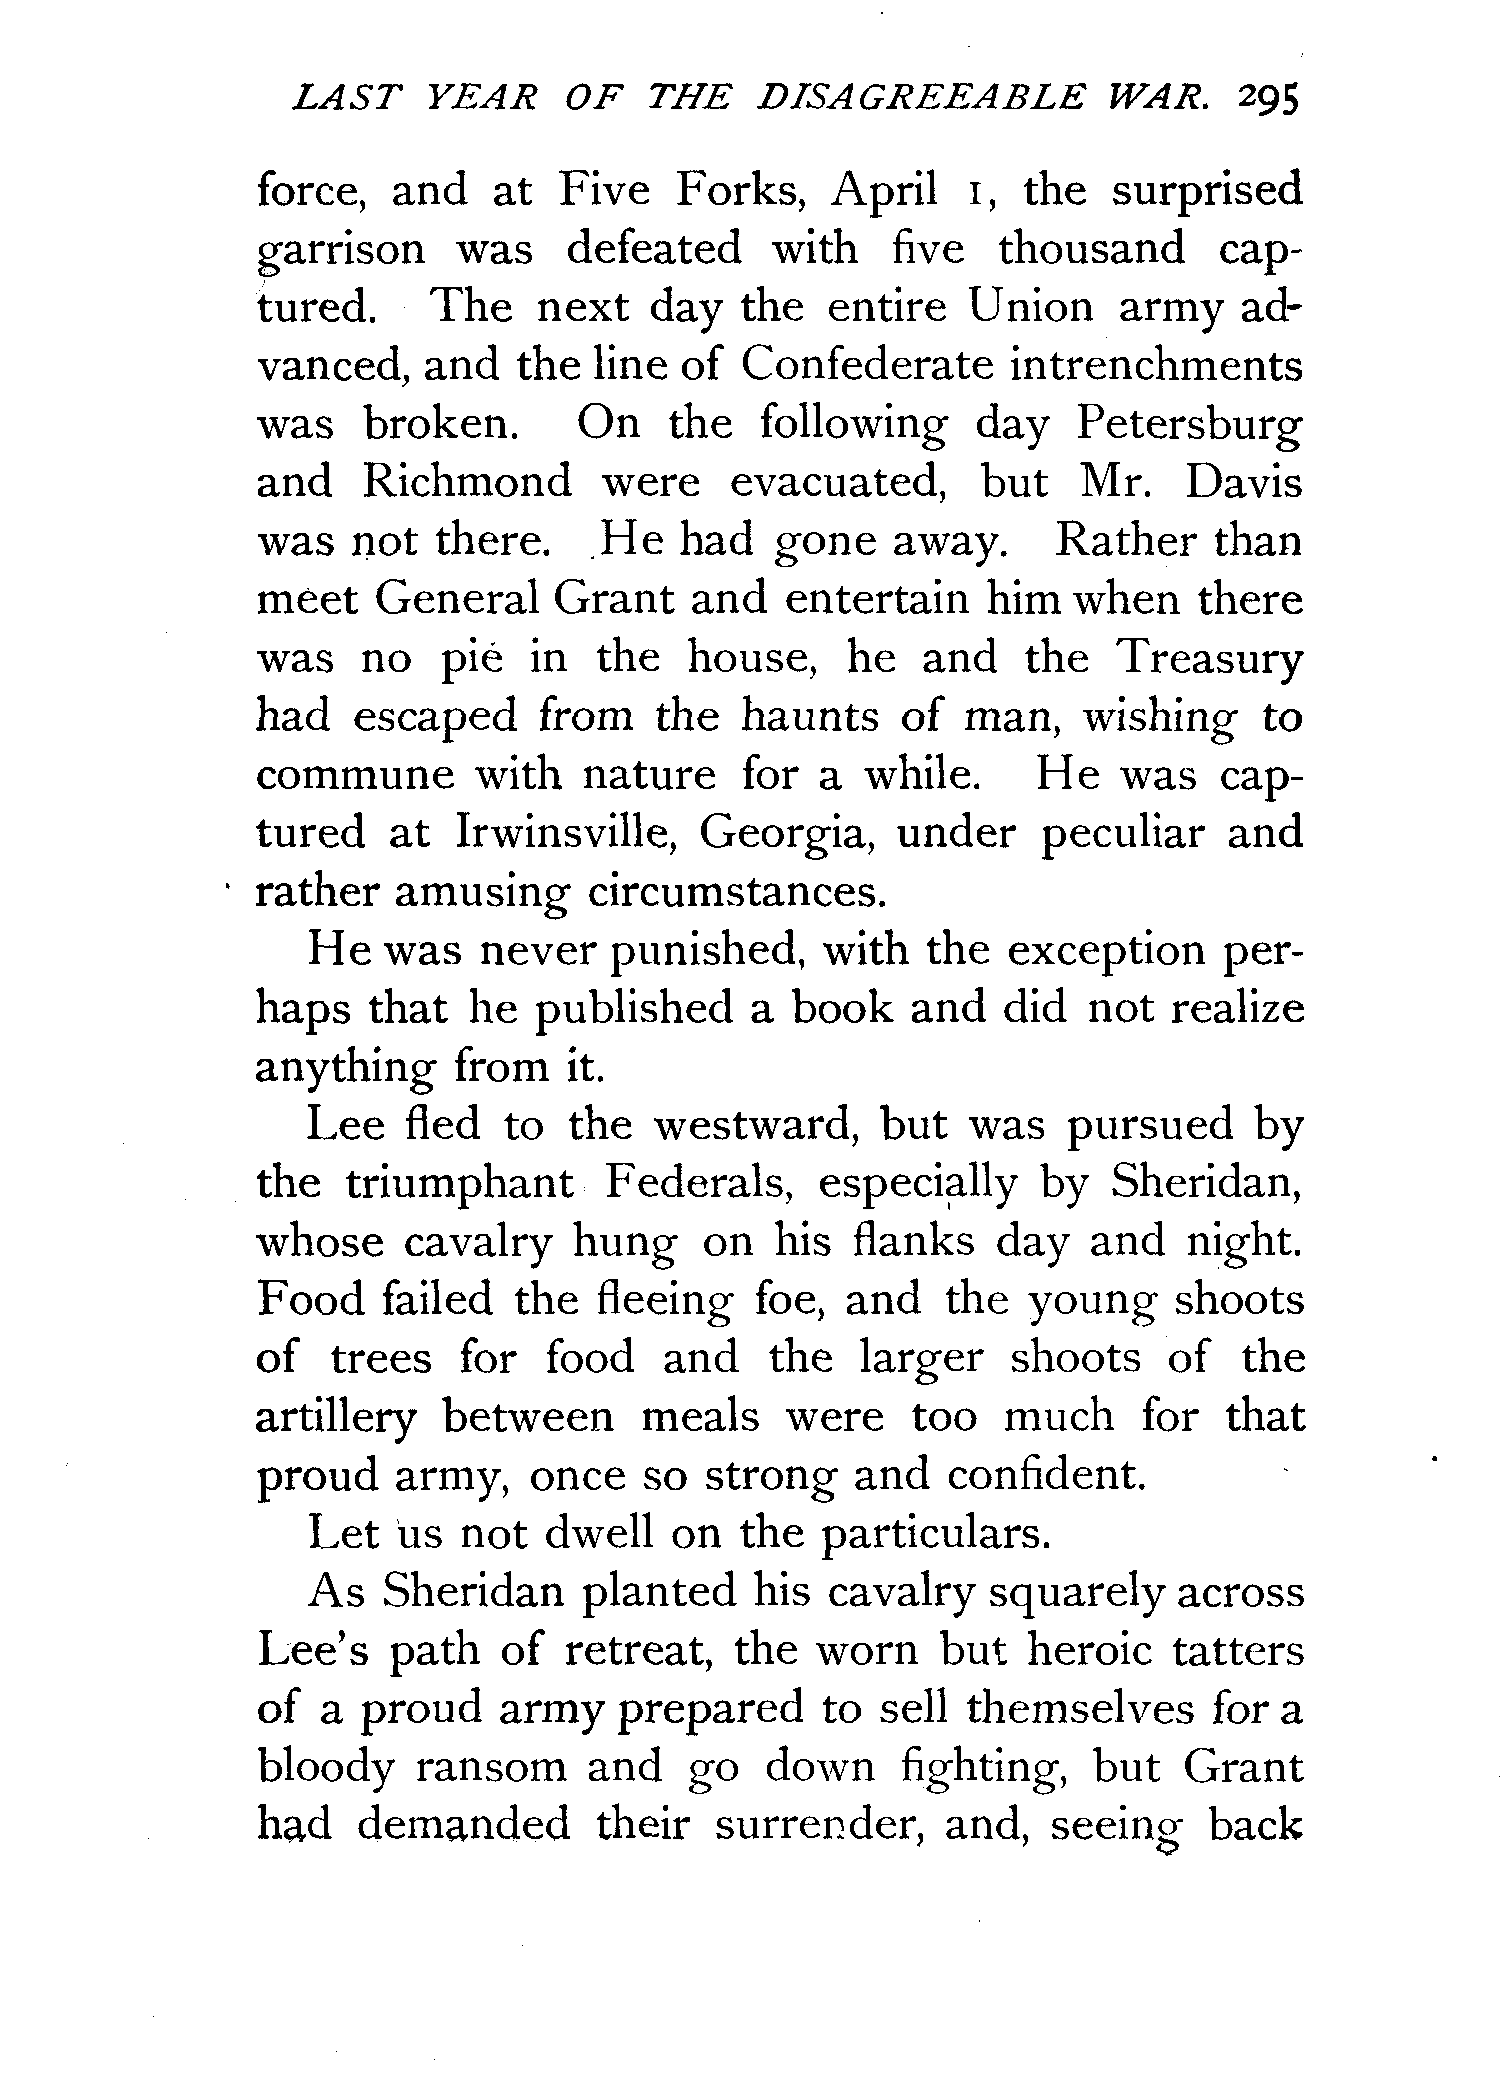 LAST YEAR OF THE DISAGREEABLE WAR. 295
force, and at Five Forks, April 1, the surprised
garrison was defeated with five thousand cap-
tured. The next day the entire Union army ad-
vanced, and the line of Confederate intrenchments
was broken. On the following day Petersburg
and Richmond were evacuated, but Mr. Davis
was not there. He had gone away. Rather than
meet General Grant and entertain him when there
was no pie in the house, he and the Treasury
had escaped from the haunts of man, wishing to
commune with nature for a while. He was cap-
tured at Irwinsville, Georgia, under peculiar and
rather amusing circumstances.
He was never punished, with the exception per-
haps that he published a book and did not realize
anything from it.
Lee fled to the westward, but was pursued by
the triumphant Federals, especially by Sheridan,
whose cavalry hung on his flanks day and night.
Food failed the fleeing foe, and the young shoots
of trees for food and the larger shoots of the
artillery between meals were too much for that
proud army, once so strong and confident.
Let us not dwell on the particulars.
As Sheridan planted his cavalry squarely across
Lee's path of retreat, the worn but heroic tatters
of a proud army prepared to sell themselves for a
bloody ransom and go down fighting, but Grant
had demanded their surrender, and, seeing back